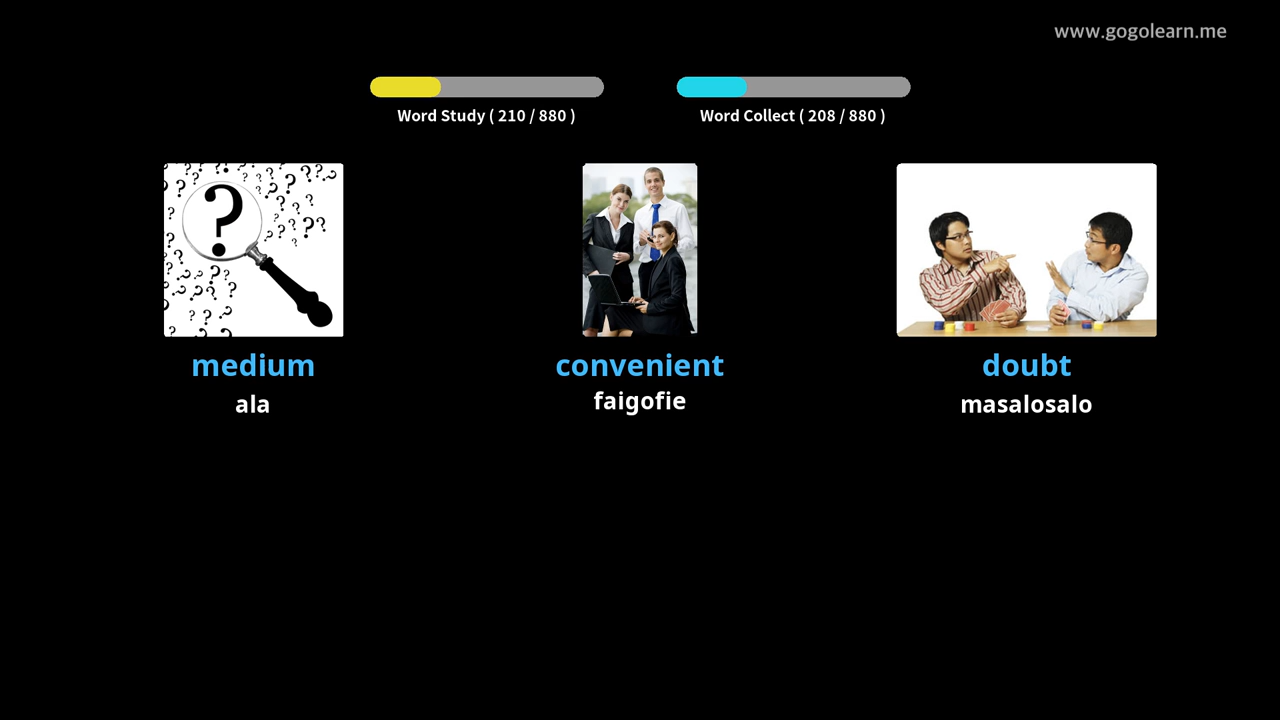 www.gogolearn.me
Word Study ( 210 / 880 )
Word Collect ( 208 / 880 )
medium
ala
convenient
faigofie
doubt
masalosalo